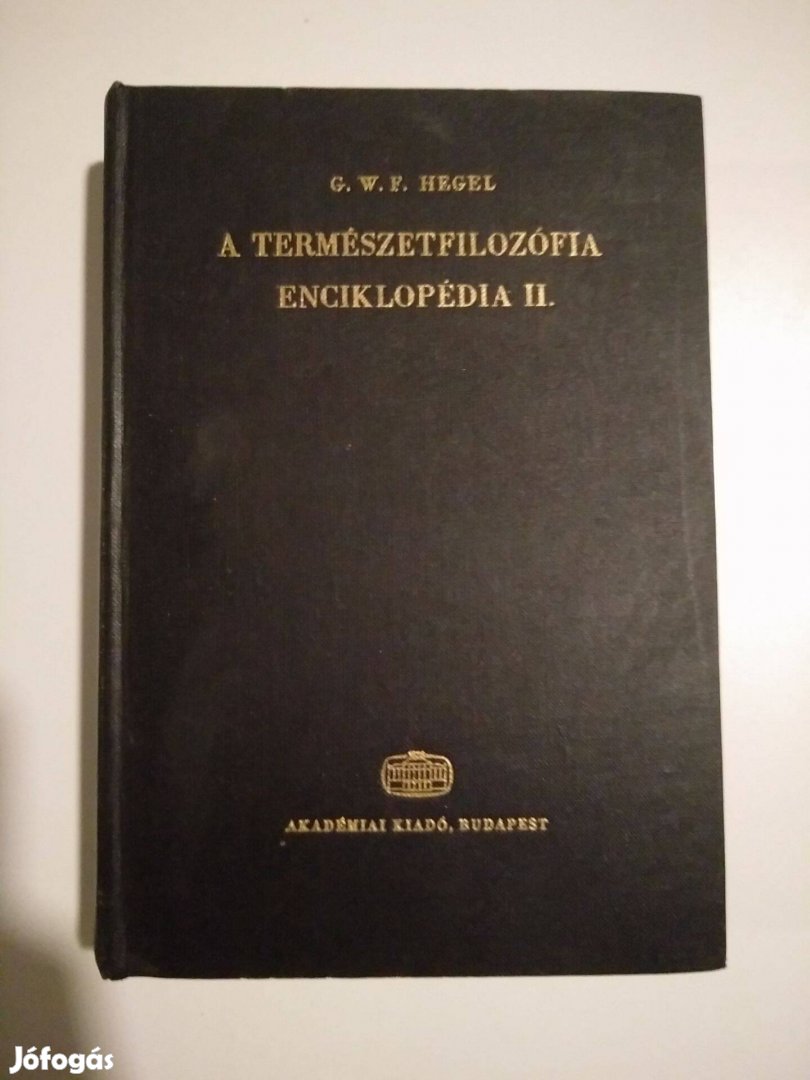 G. W. F. HEGEL
A TERMÉSZETFILOZÓFIA
ENCIKLOPÉDIA II.
AKADÉMIAI KIADÓ, BUDAPEST
Jófogás